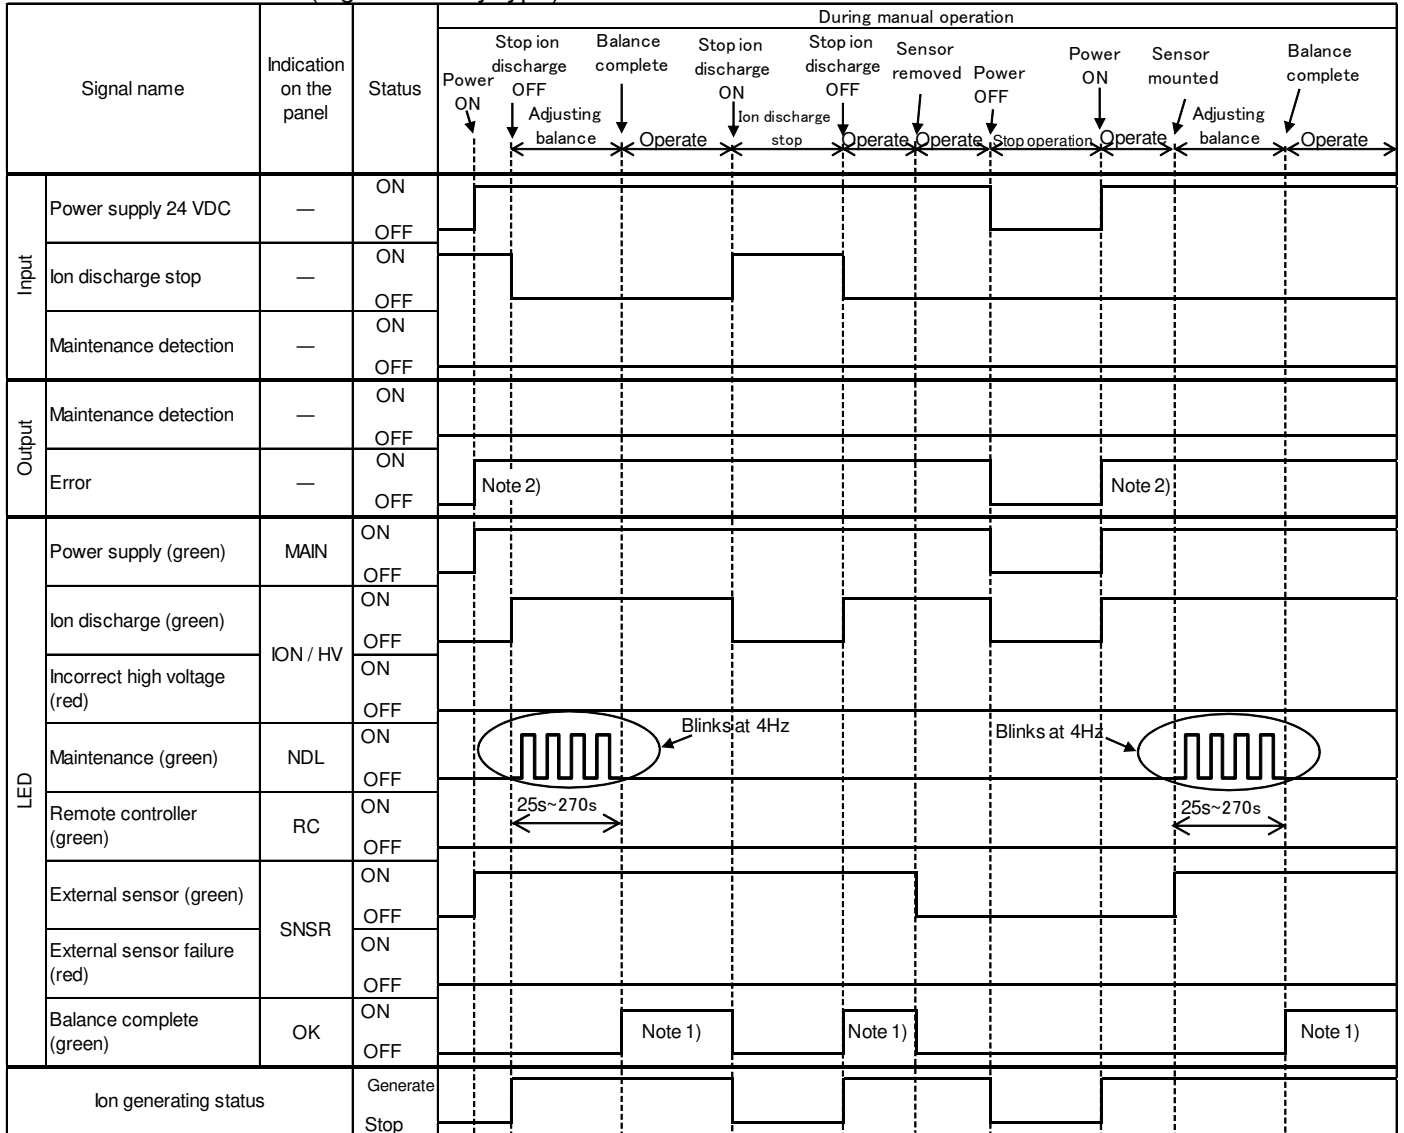 During manual operation
Signal name
Indication
on the
panel
Status
Power
ON
Stop ion
discharge
OFF
Adjusting
balance
Balance
complete
Operate
Stop ion
discharge
ON
Ion discharge
stop
Stop ion
discharge
OFF
Operate
Sensor
removed
Operate
Power
OFF
Stop operation
Power
ON
Operate
Sensor
mounted
Adjusting
balance
Balance
complete
Operate
Input
Power supply 24 VDC
—
ON
OFF
Ion discharge stop
—
ON
OFF
Maintenance detection
—
ON
OFF
Output
Maintenance detection
—
ON
OFF
Error
—
ON
OFF
Note 2)
Note 2)
LED
Power supply (green)
MAIN
ON
OFF
Ion discharge (green)
ION / HV
ON
OFF
Incorrect high voltage
(red)
ON
OFF
Maintenance (green)
NDL
ON
OFF
Blinks at 4Hz
Blinks at 4Hz
Remote controller
(green)
RC
ON
OFF
25s~270s
25s~270s
External sensor (green)
SNSR
ON
OFF
External sensor failure
(red)
ON
OFF
Balance complete
(green)
OK
ON
OFF
Note 1)
Note 1)
Note 1)
Ion generating status
Generate
Stop